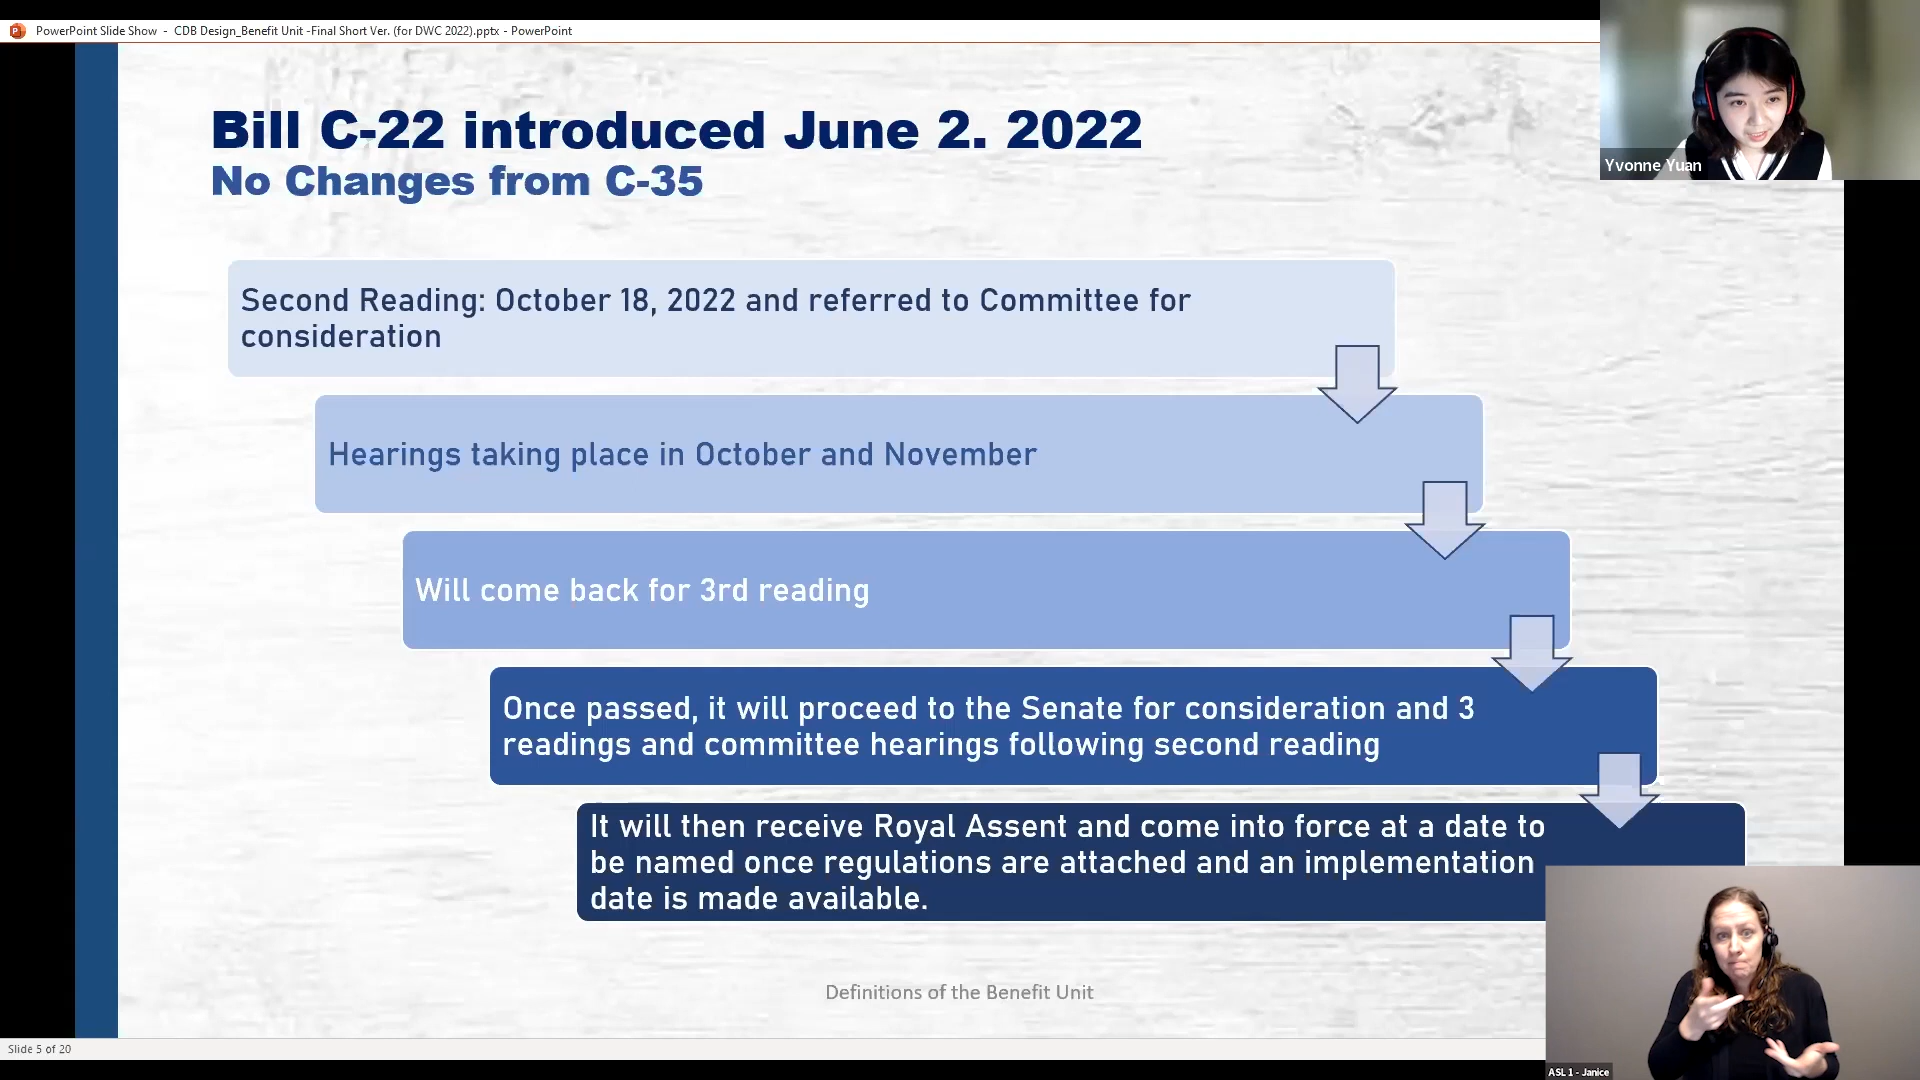 PowerPoint Slide Show - CDB Design_Benefit Unit -Final Short Ver. (for DWC 2022).pptx - PowerPoint
Yvonne Yuan
Bill C-22 introduced June 2. 2022
No Changes from C-35
Second Reading: October 18, 2022 and referred to Committee for
consideration
Hearings taking place in October and November
Will come back for 3rd reading
Once passed, it will proceed to the Senate for consideration and 3
readings and committee hearings following second reading
It will then receive Royal Assent and come into force at a date to
be named once regulations are attached and an implementation
date is made available.
Definitions of the Benefit Unit
Slide 5 of 20
ASL 1 - Janice